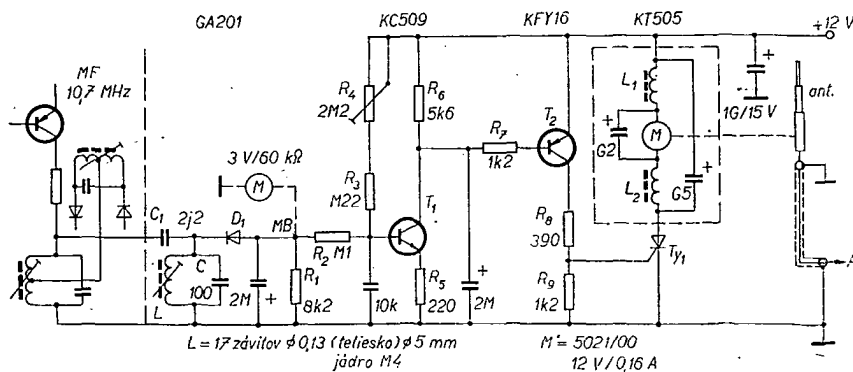 GA201 KC509 KFY16 KT505
+12 V
MF
10,7 MHz
R4
2M2
R6
5k6
L1
+
1G/15 V
ant.
T2
R7
1k2
+
M
G2
3 V/60 kΩ
M
R3
M22
T1
L2
G5
+
C1 2j2 D1
MB
R2 M1
R8
390
Ty1
A
C
100
L
2M
+
R1
8k2
10k
R5
220
+
2M
R9
1k2
L = 17 závitov ϕ 0,13 (teliesko) ϕ 5 mm
jádro M4
M = 5021/00
12 V / 0,16 A